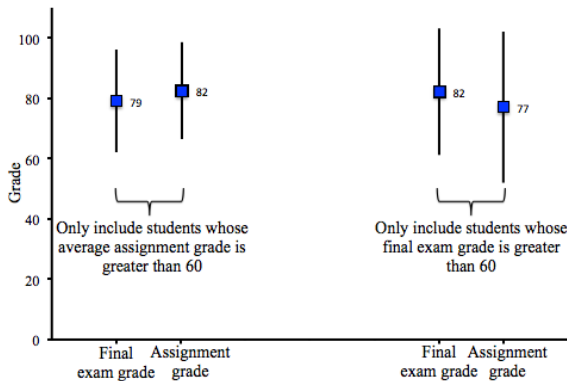 100
80
60
40
20
0
Grade
79
82
82
77
Only include students whose
average assignment grade is
greater than 60
Only include students whose
final exam grade is greater
than 60
Final
exam grade
Assignment
grade
Final
exam grade
Assignment
grade